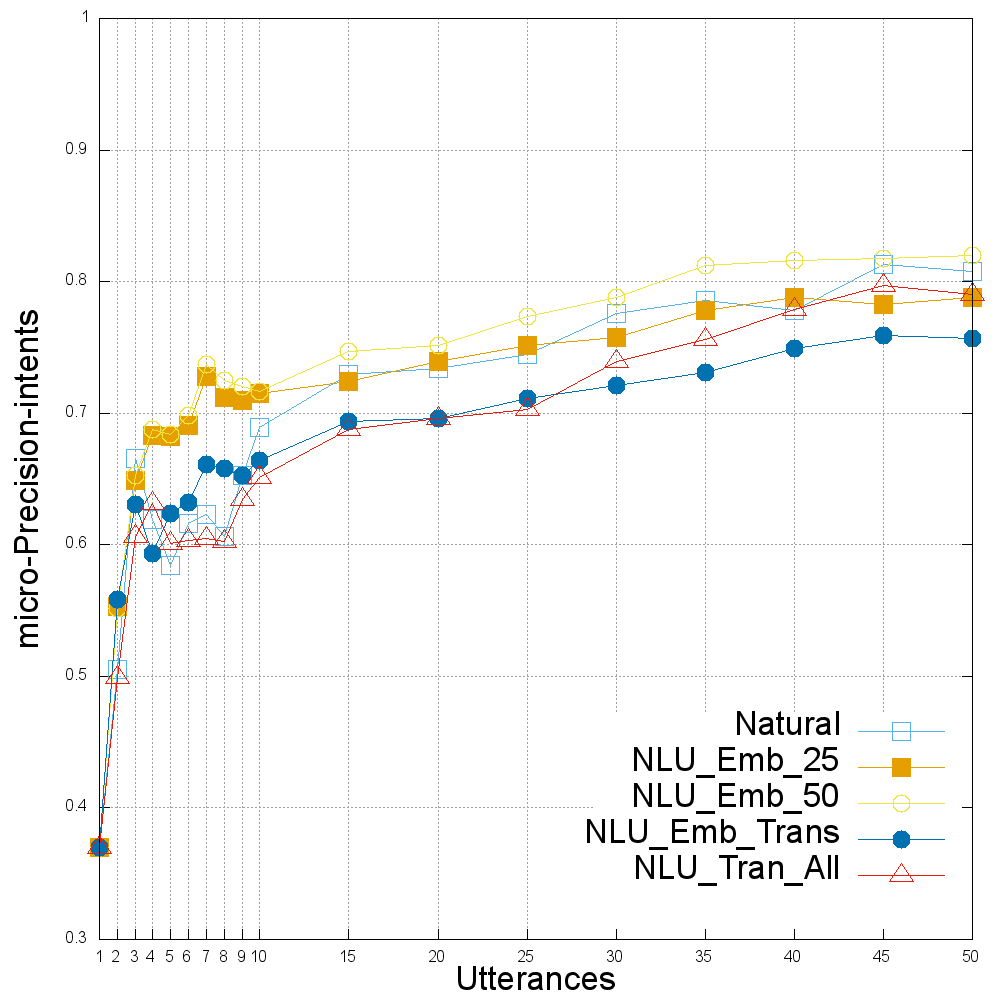 1
0.9
0.8
0.7
0.6
0.5
0.4
0.3
micro-Precision-intents
Natural
NLU_Emb_25
NLU_Emb_50
NLU_Emb_Trans
NLU_Tran_All
1 2 3 4 5 6 7 8 9 10 15 20 25 30 35 40 45 50
Utterances